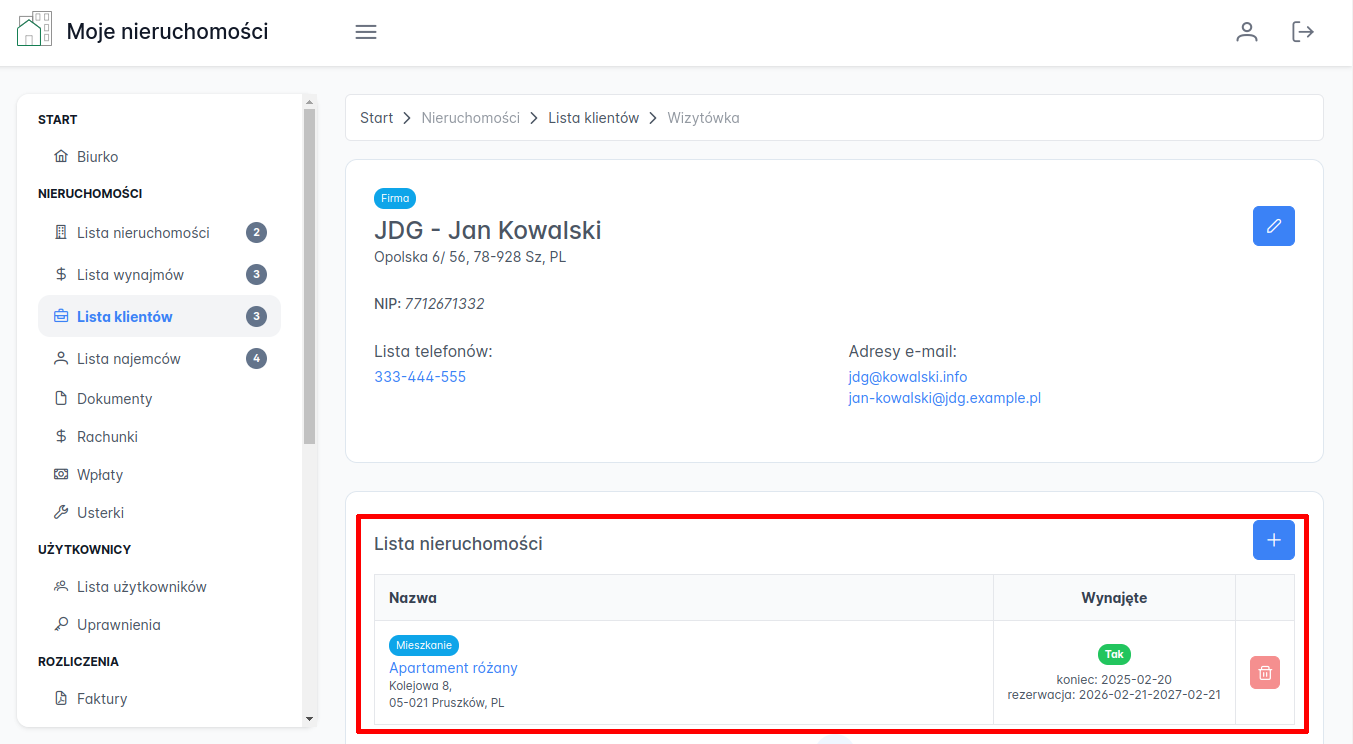 Moje nieruchomości
START
Biurko
NIERUCHOMOŚCI
Lista nieruchomości 2
Lista wynajmów 3
Lista klientów 3
Lista najemców 4
Dokumenty
Rachunki
Wpłaty
Usterki
UŻYTKOWNICY
Lista użytkowników
Uprawnienia
ROZLICZENIA
Faktury
Start > Nieruchomości > Lista klientów > Wizytówka
Firma
JDG - Jan Kowalski
Opolska 6/ 56, 78-928 Sz, PL
NIP: 7712671332
Lista telefonów:
333-444-555
Adresy e-mail:
jdg@kowalski.info
jan-kowalski@jdg.example.pl
Lista nieruchomości
Nazwa Wynajęte
Mieszkanie
Apartament różany
Kolejowa 8,
05-021 Pruszków, PL
Tak
koniec: 2025-02-20
rezerwacja: 2026-02-21-2027-02-21